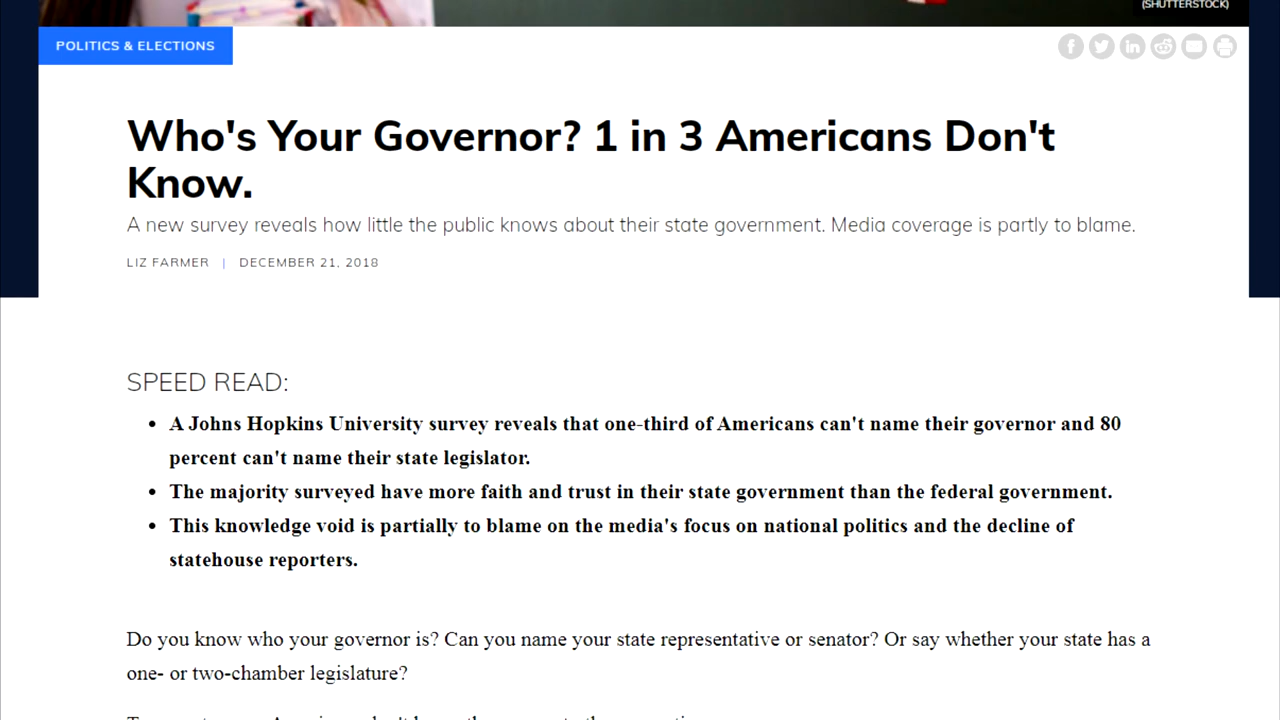 (SHUTTERSTOCK)
POLITICS & ELECTIONS
Who's Your Governor? 1 in 3 Americans Don't
Know.
A new survey reveals how little the public knows about their state government. Media coverage is partly to blame.
LIZ FARMER | DECEMBER 21, 2018
SPEED READ:
• A Johns Hopkins University survey reveals that one-third of Americans can't name their governor and 80
percent can't name their state legislator.
• The majority surveyed have more faith and trust in their state government than the federal government.
• This knowledge void is partially to blame on the media's focus on national politics and the decline of
statehouse reporters.
Do you know who your governor is? Can you name your state representative or senator? Or say whether your state has a
one- or two-chamber legislature?